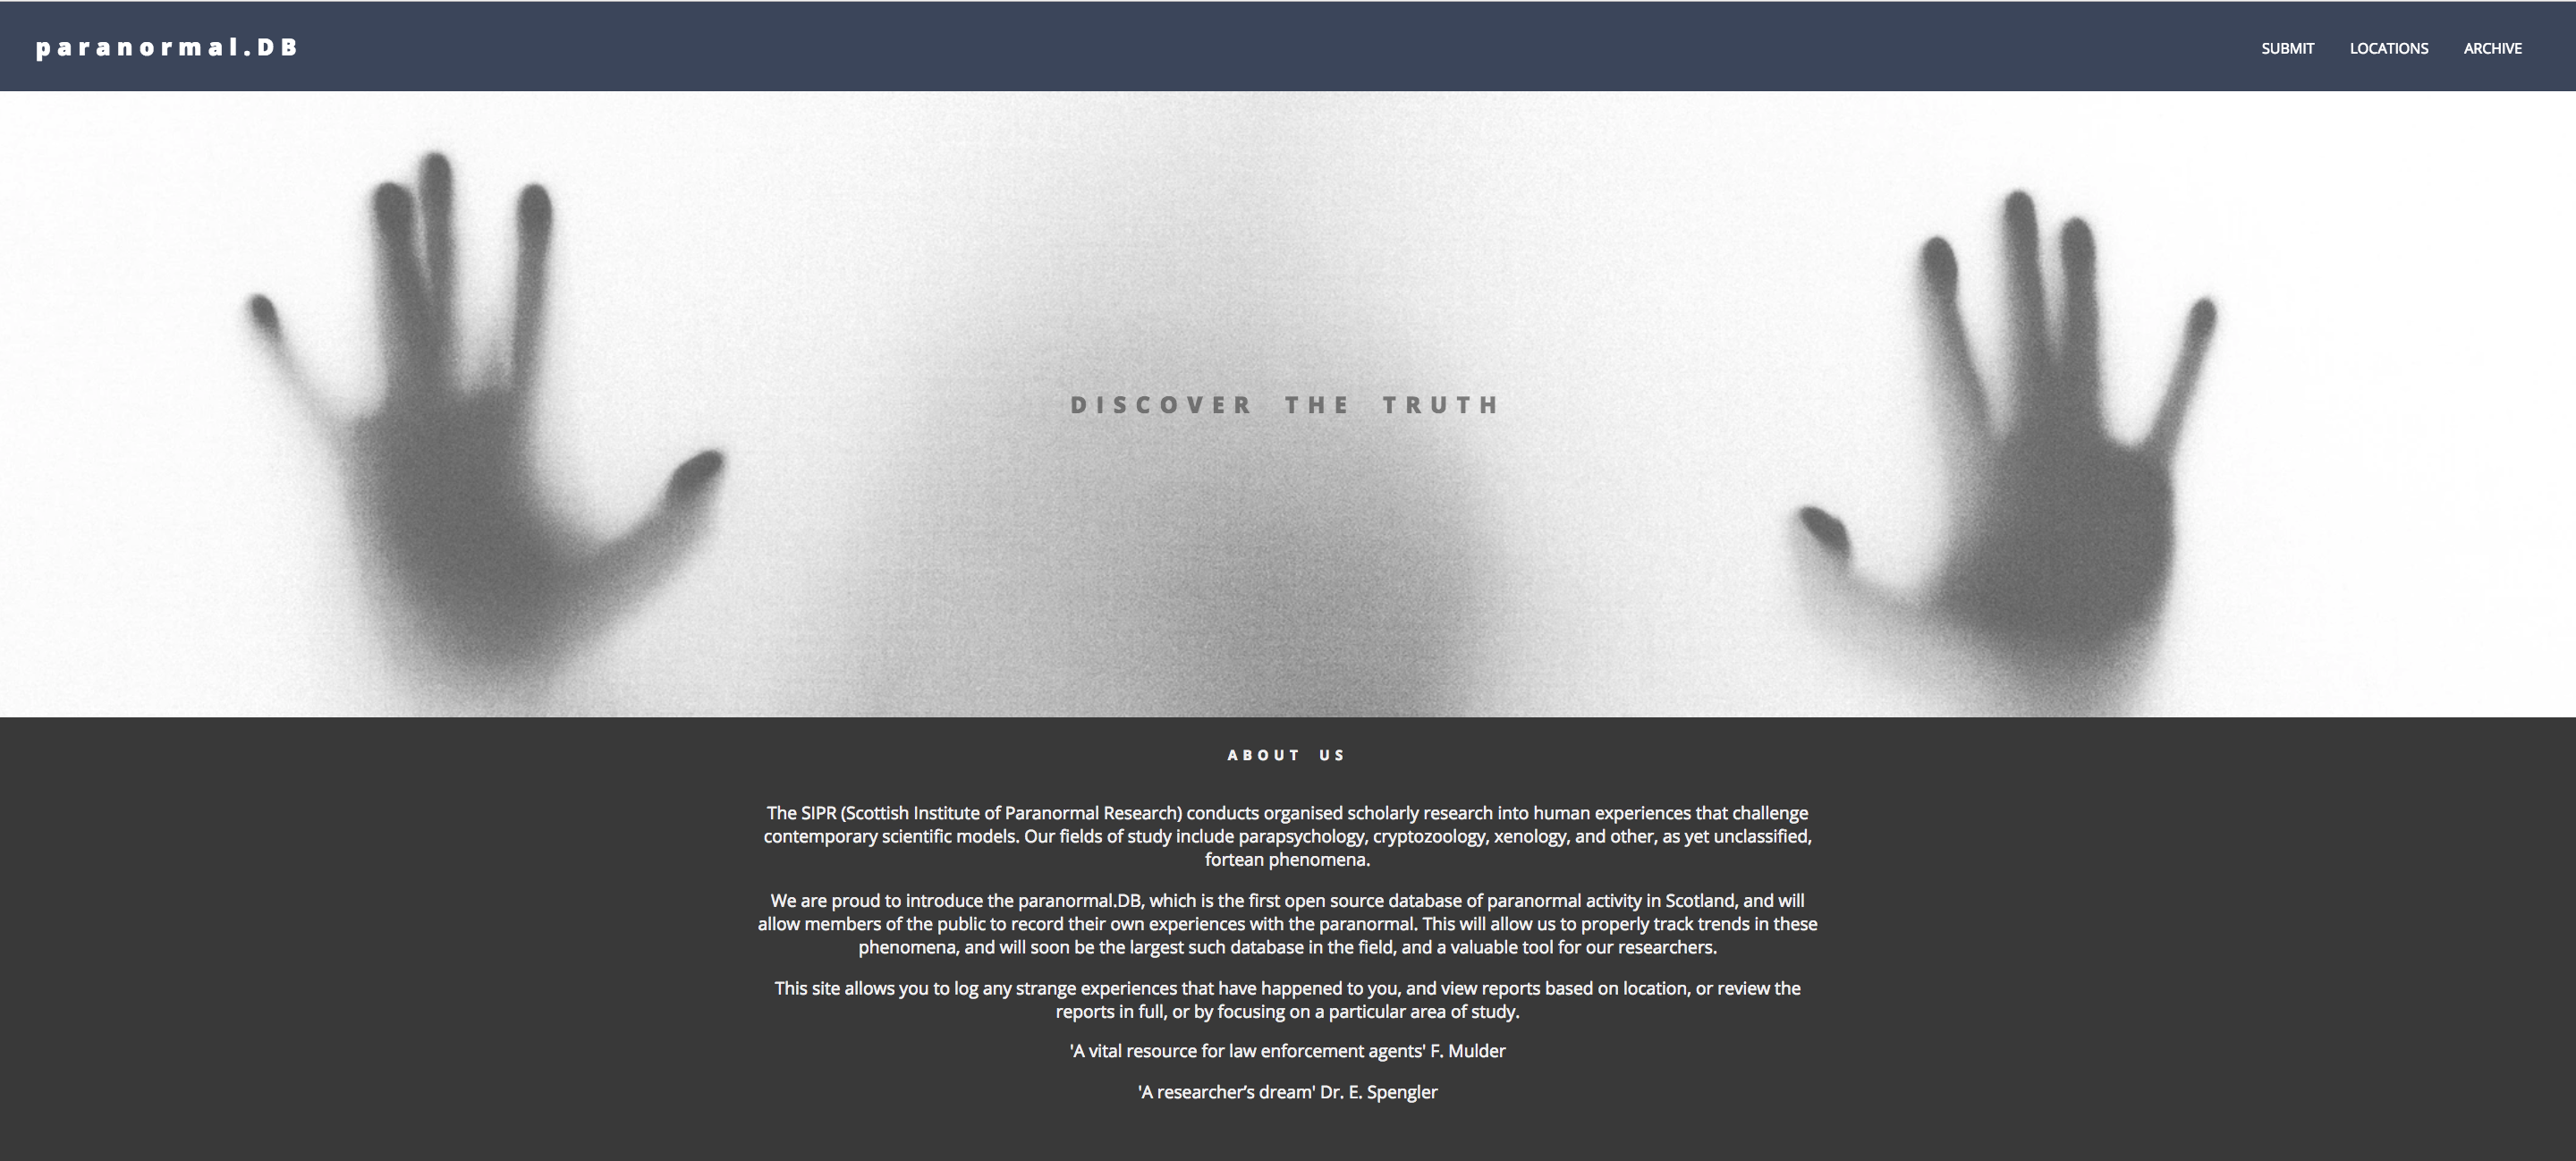 paranormal.DB
SUBMIT LOCATIONS ARCHIVE
DISCOVER THE TRUTH
ABOUT US
The SIPR (Scottish Institute of Paranormal Research) conducts organised scholarly research into human experiences that challenge
contemporary scientific models. Our fields of study include parapsychology, cryptozoology, xenology, and other, as yet unclassified,
fortean phenomena.
We are proud to introduce the paranormal.DB, which is the first open source database of paranormal activity in Scotland, and will
allow members of the public to record their own experiences with the paranormal. This will allow us to properly track trends in these
phenomena, and will soon be the largest such database in the field, and a valuable tool for our researchers.
This site allows you to log any strange experiences that have happened to you, and view reports based on location, or review the
reports in full, or by focusing on a particular area of study.
'A vital resource for law enforcement agents' F. Mulder
'A researcher’s dream' Dr. E. Spengler